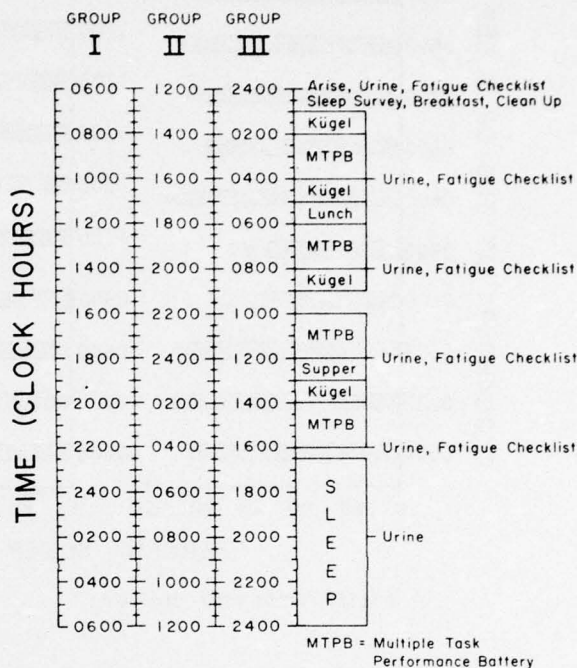 GROUP GROUP GROUP
I II III
TIME (CLOCK HOURS)
0600 1200 2400 Arise, Urine, Fatigue Checklist
Sleep Survey, Breakfast, Clean Up
Kügel
0800 1400 0200
MTPB
1000 1600 0400 Urine, Fatigue Checklist
Kügel
Lunch
1200 1800 0600
MTPB
1400 2000 0800 Urine, Fatigue Checklist
Kügel
1600 2200 1000
MTPB
1800 2400 1200 Urine, Fatigue Checklist
Supper
Kügel
2000 0200 1400
MTPB
2200 0400 1600 Urine, Fatigue Checklist
2400 0600 1800
SLEEP
0200 0800 2000 Urine
0400 1000 2200
0600 1200 2400
MTPB = Multiple Task
Performance Battery